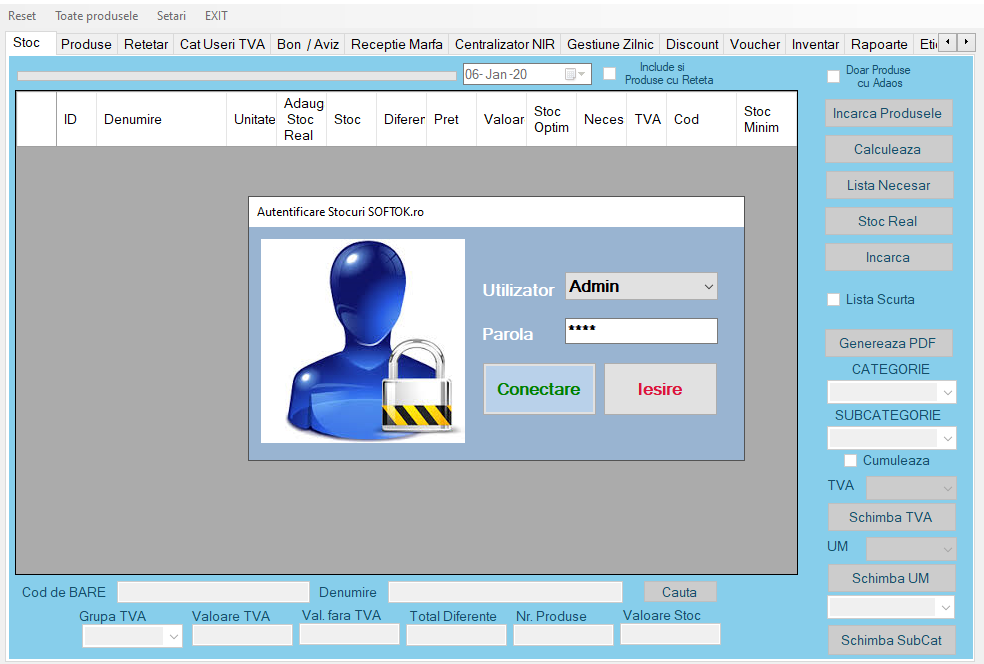 Reset Toate produsele Setari EXIT
Stoc Produse Retetar Cat Useri TVA Bon / Aviz Receptie Marfa Centralizator NIR Gestiune Zilnic Discount Voucher Inventar Rapoarte Eti
06- Jan -20
Include si
Produse cu Reteta
Doar Produse
cu Adaos
ID Denumire Unitate Adaug Stoc Real Stoc Diferen Pret Valoar Stoc Optim Neces TVA Cod Stoc Minim
Incarca Produsele
Calculeaza
Lista Necesar
Stoc Real
Incarca
Lista Scurta
Genereaza PDF
CATEGORIE
SUBCATEGORIE
Cumuleaza
TVA
Schimba TVA
UM
Schimba UM
Schimba SubCat
Autentificare Stocuri SOFTOK.ro
Utilizator Admin
Parola ****
Conectare Iesire
Cod de BARE Denumire Cauta
Grupa TVA Valoare TVA Val. fara TVA Total Diferente Nr. Produse Valoare Stoc